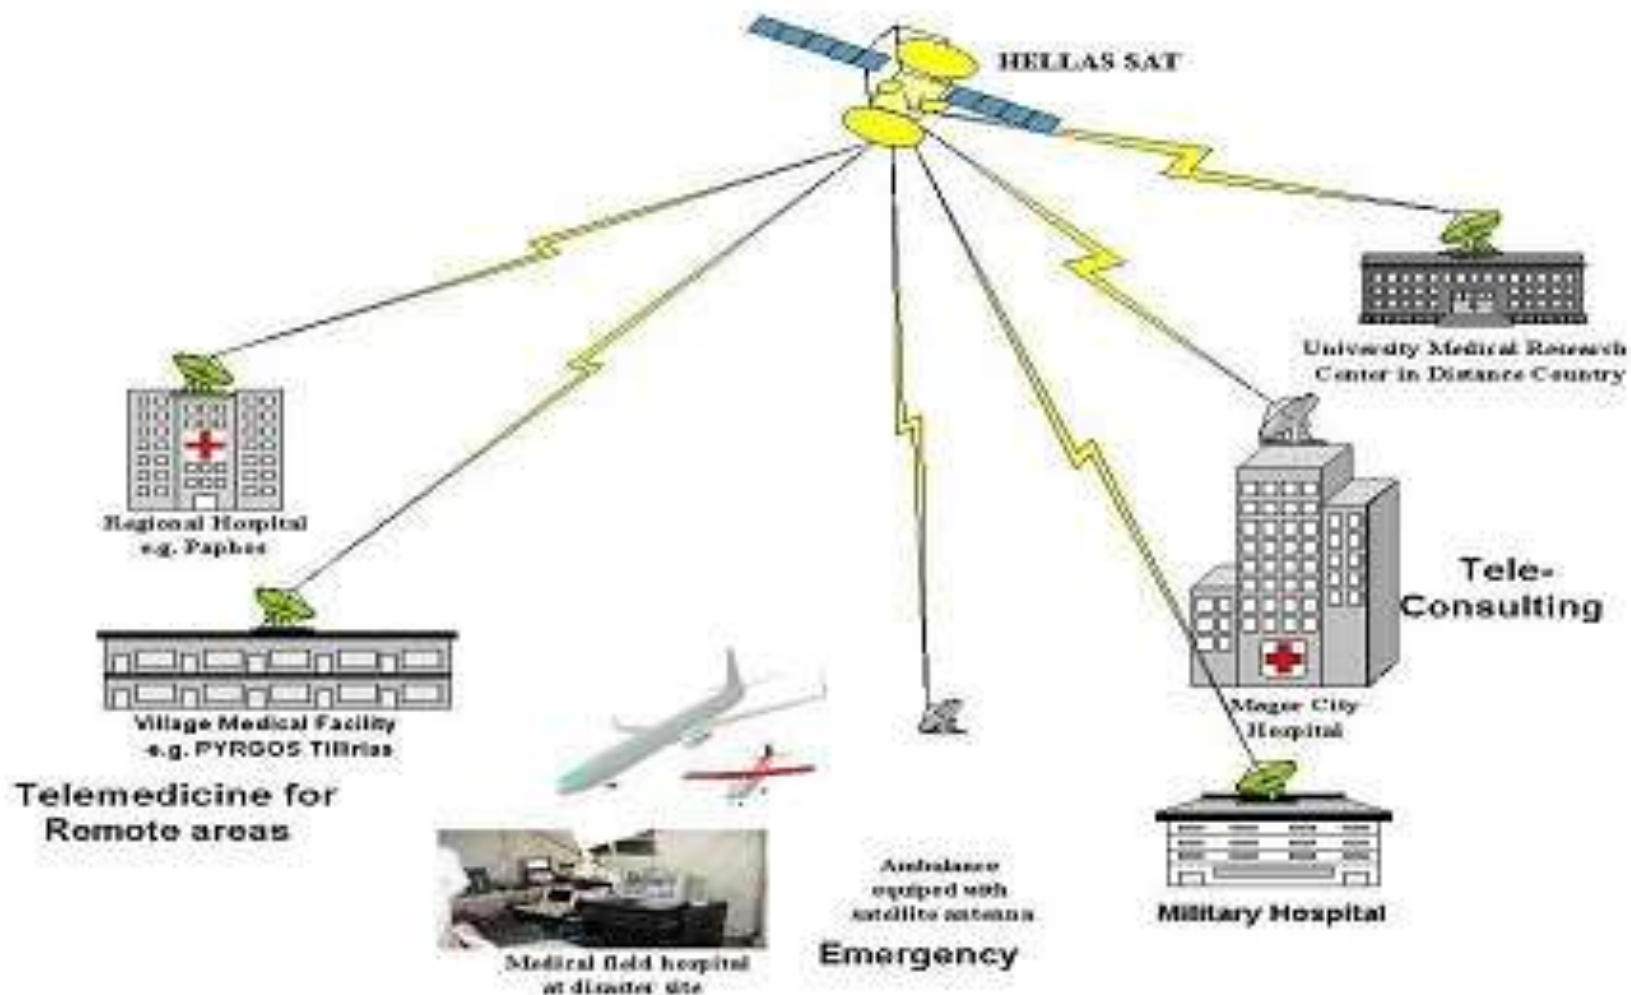 HELLAS SAT
University Medical Research
Center in Distance Country
Regional Hospital
e.g. Paphos
Tele-
Consulting
Magor City
Hospital
Village Medical Facility
e.g. PYRGOS Tillirias
Telemedicine for
Remote areas
Ambulance
equiped with
satellite antenna
Emergency
Military Hospital
Medical field hospital
at disaster site